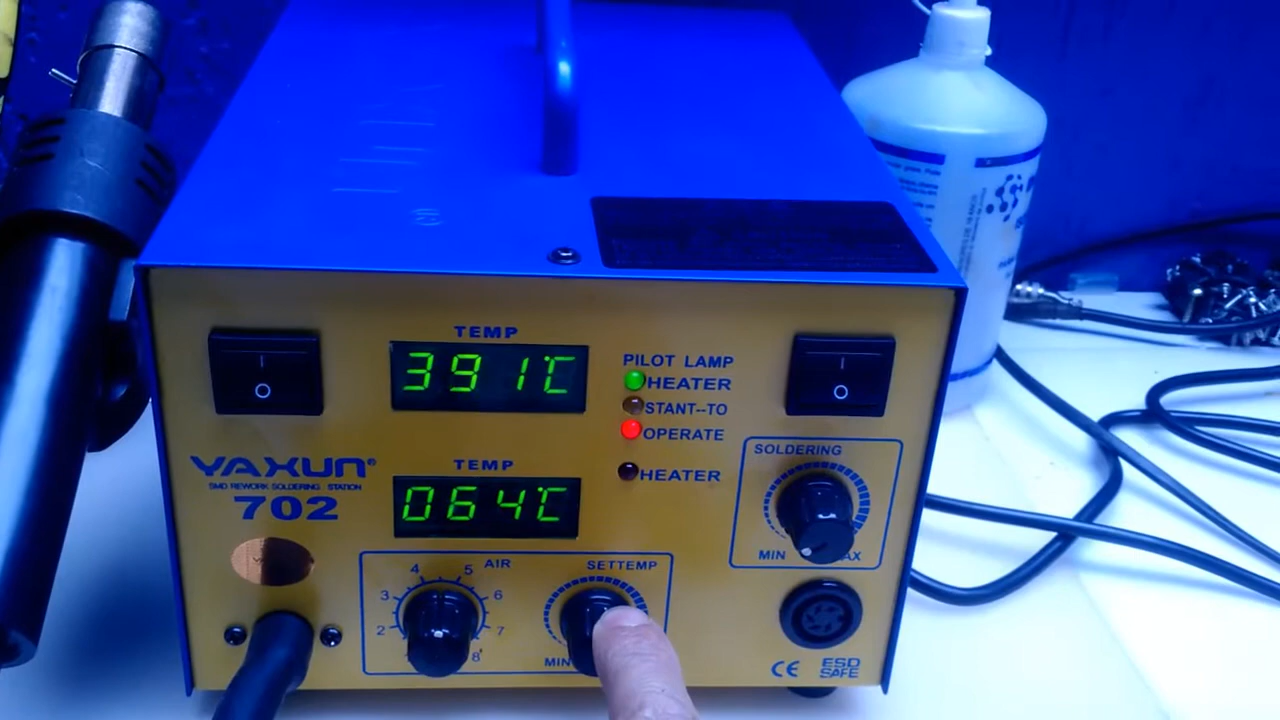 TEMP
391℃
PILOT LAMP
HEATER
STANT--TO
OPERATE
HEATER
YAXUN®
SMD REWORK SOLDERING STATION
702
TEMP
064℃
SOLDERING
MIN
AX
AIR
2
3
4
5
6
7
8
SETTEMP
MIN
CE
ESD
SAFE